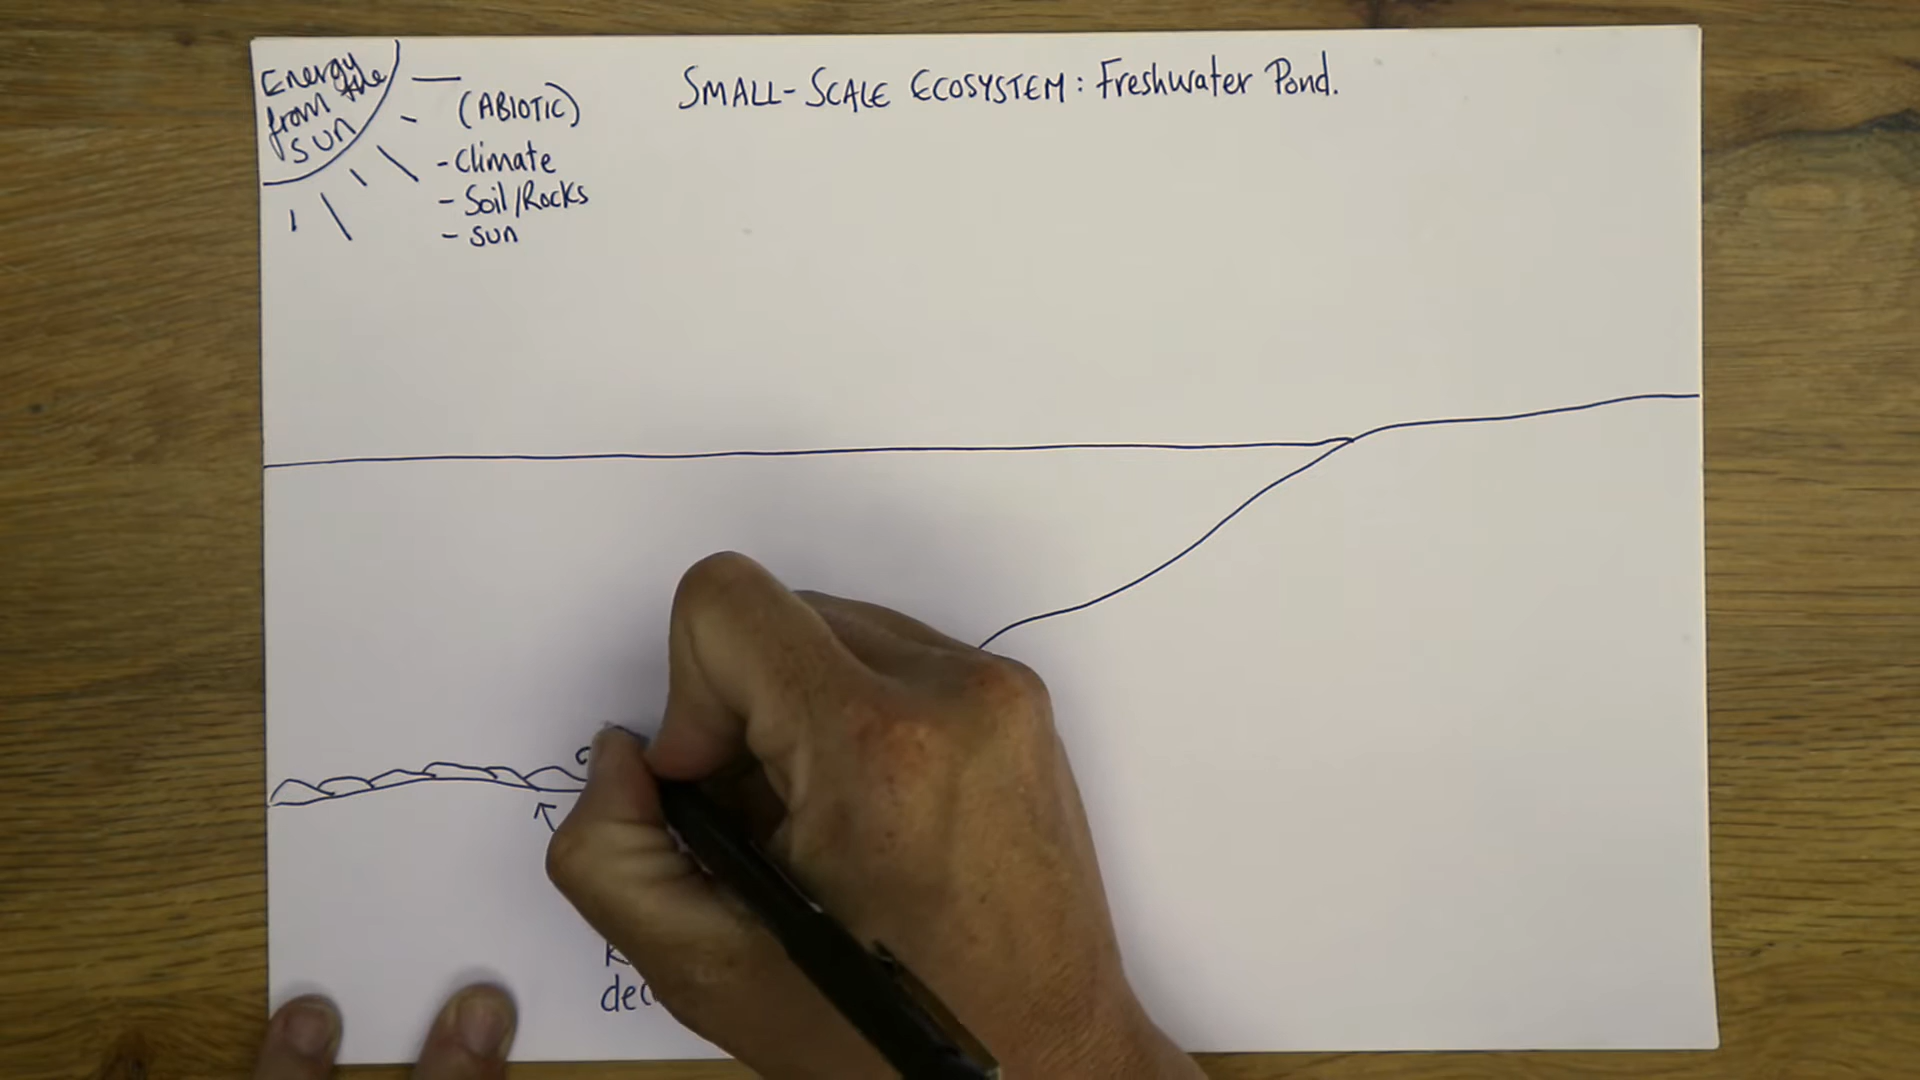 Energy
from the
sun
(ABIOTIC)
- Climate
- Soil/Rocks
- sun
SMALL-SCALE ECOSYSTEM: Freshwater Pond.